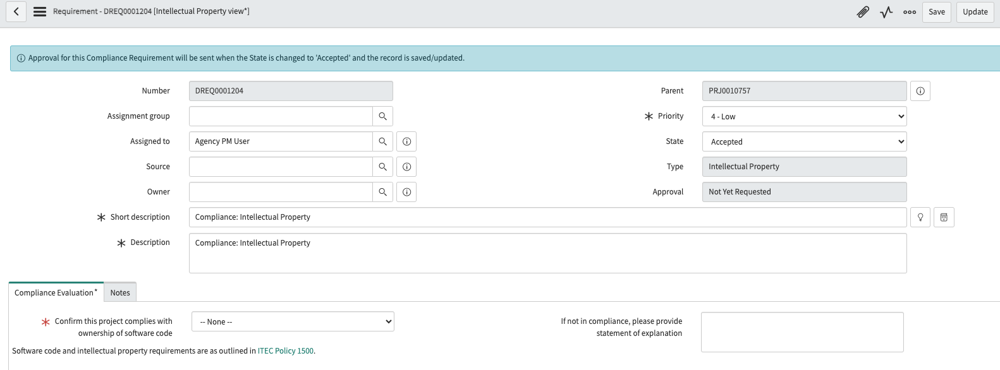 Requirement - DREQ0001204 [Intellectual Property view*]
Save
Update
Approval for this Compliance Requirement will be sent when the State is changed to 'Accepted' and the record is saved/updated.
Number
DREQ0001204
Parent
PRJ0010757
Assignment group
Priority
4 - Low
Assigned to
Agency PM User
State
Accepted
Source
Type
Intellectual Property
Owner
Approval
Not Yet Requested
Short description
Compliance: Intellectual Property
Description
Compliance: Intellectual Property
Compliance Evaluation*
Notes
Confirm this project complies with
ownership of software code
-- None --
If not in compliance, please provide
statement of explanation
Software code and intellectual property requirements are as outlined in ITEC Policy 1500.